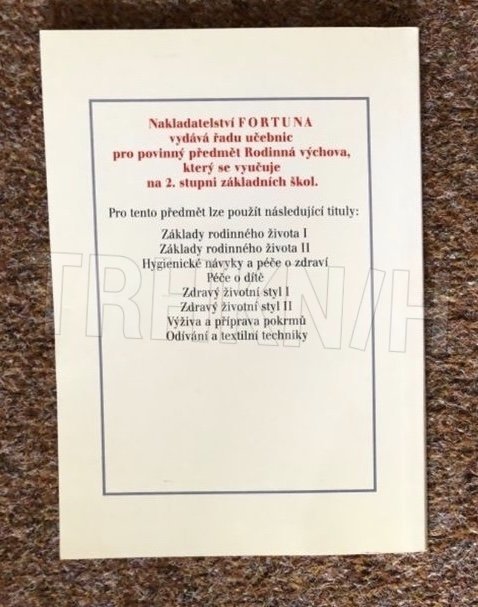 Nakladatelství FORTUNA
vydává řadu učebnic
pro povinný předmět Rodinná výchova,
který se vyučuje
na 2. stupni základních škol.
Pro tento předmět lze použít následující tituly:
Základy rodinného života I
Základy rodinného života II
Hygienické návyky a péče o zdraví
Péče o dítě
Zdravý životní styl I
Zdravý životní styl II
Výživa a příprava pokrmů
Odívání a textilní techniky